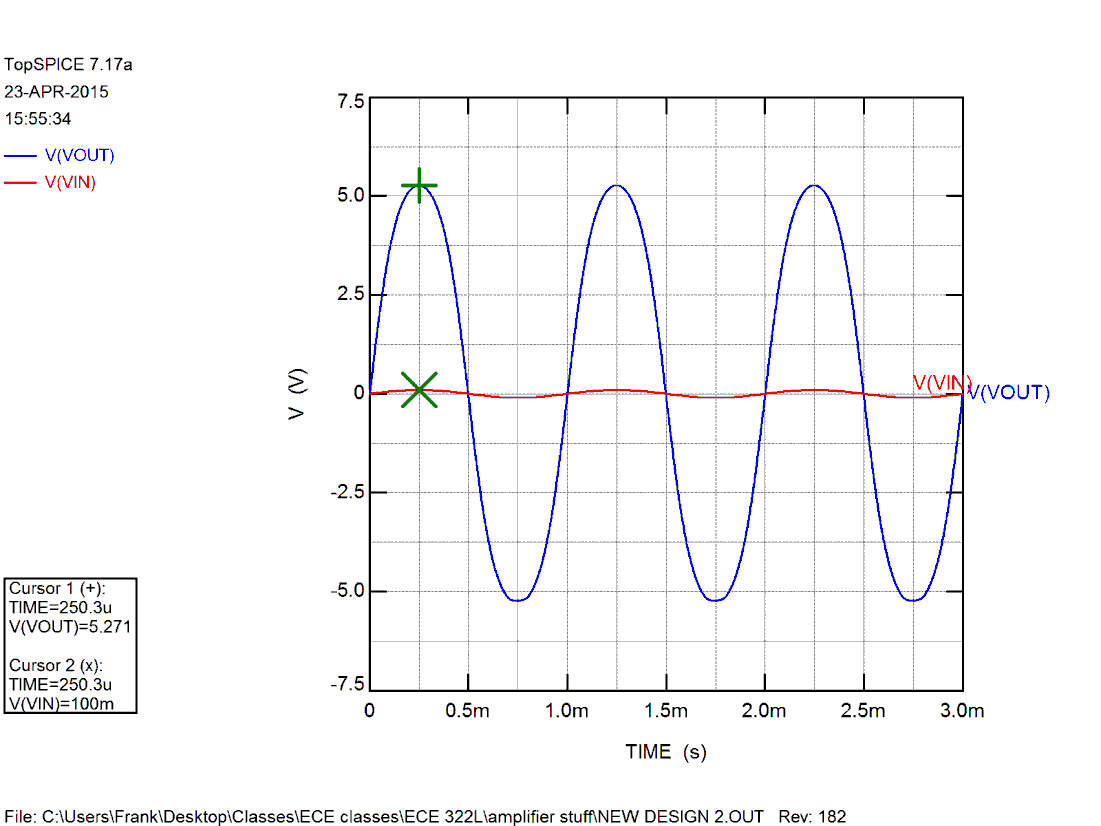 TopSPICE 7.17a
23-APR-2015
15:55:34
V(VOUT)
V(VIN)
7.5
5.0
2.5
0
-2.5
-5.0
-7.5
V (V)
V(VIN)
V(VOUT)
0 0.5m 1.0m 1.5m 2.0m 2.5m 3.0m
TIME (s)
Cursor 1 (+):
TIME=250.3u
V(VOUT)=5.271
Cursor 2 (x):
TIME=250.3u
V(VIN)=100m
File: C:\Users\Frank\Desktop\Classes\ECE classes\ECE 322L\amplifier stuff\NEW DESIGN 2.OUT Rev: 182